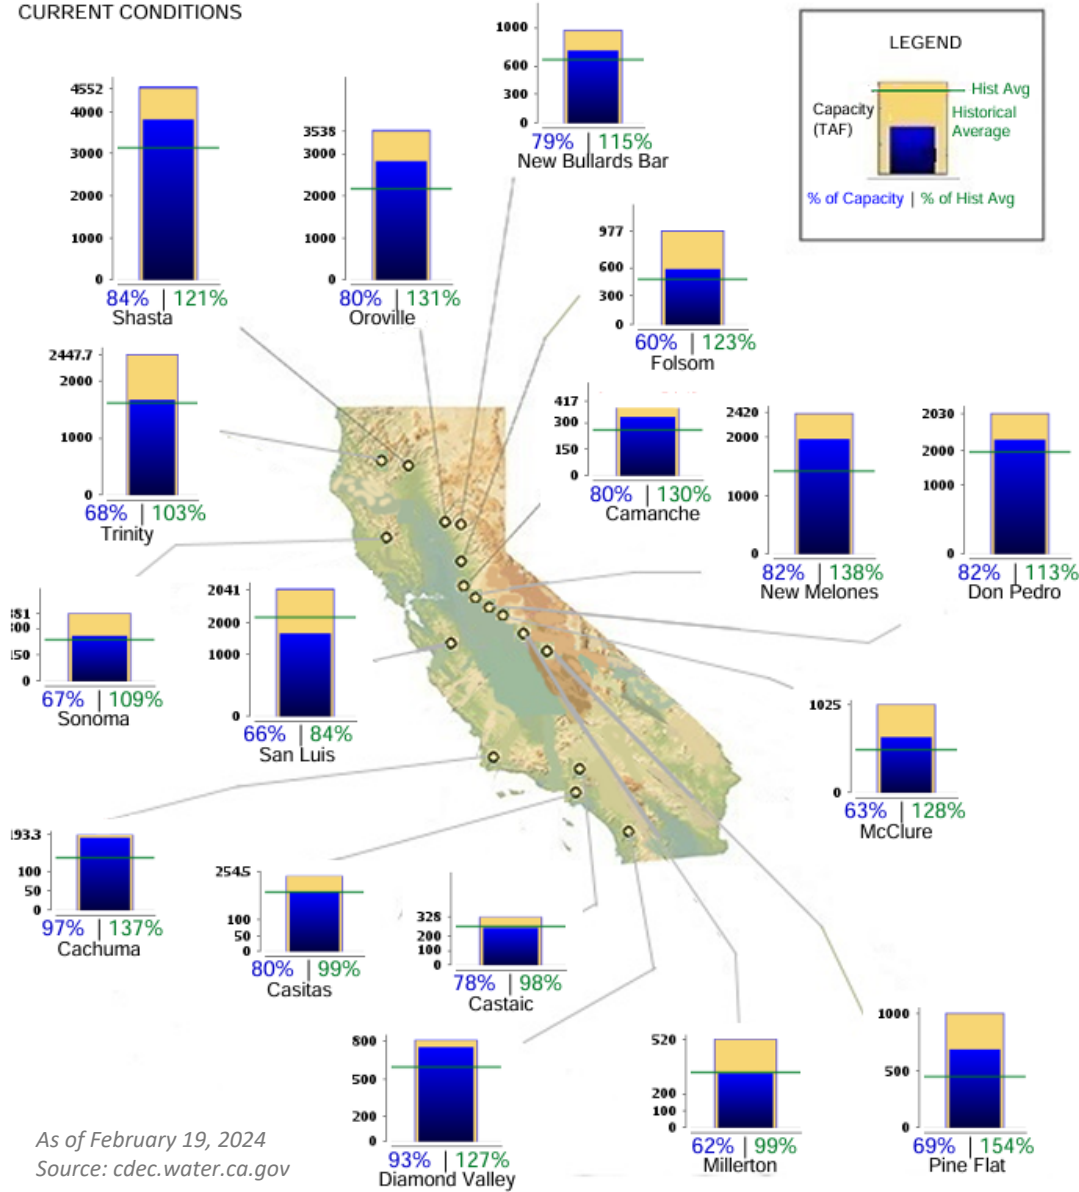 CURRENT CONDITIONS
LEGEND
Hist Avg
Capacity
(TAF)
Historical
Average
% of Capacity | % of Hist Avg
1000
600
300
0
79% | 115%
New Bullards Bar
4552
4000
3000
2000
1000
0
84% | 121%
Shasta
3538
3000
2000
1000
0
80% | 131%
Oroville
977
600
300
0
60% | 123%
Folsom
2447.7
2000
1000
0
68% | 103%
Trinity
417
300
150
0
80% | 130%
Camanche
2420
2000
1000
0
82% | 138%
New Melones
2030
2000
1000
0
82% | 113%
Don Pedro
0
67% | 109%
Sonoma
2041
2000
1000
0
66% | 84%
San Luis
1025
0
63% | 128%
McClure
100
50
0
97% | 137%
Cachuma
254.5
100
50
0
80% | 99%
Casitas
328
200
100
0
78% | 98%
Castaic
800
500
200
0
93% | 127%
Diamond Valley
520
200
100
0
62% | 99%
Millerton
1000
500
0
69% | 154%
Pine Flat
As of February 19, 2024
Source: cdec.water.ca.gov